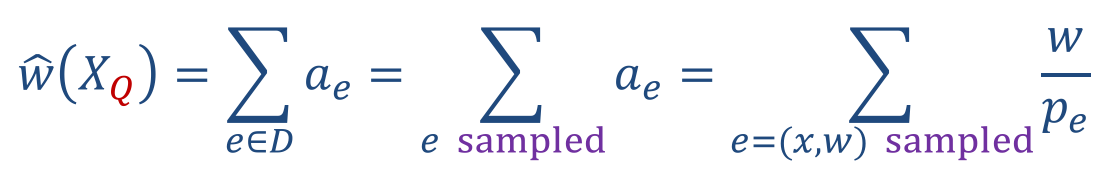 ŵ(X_Q) = ∑_{e∈D} a_e = ∑_{e sampled} a_e = ∑_{e=(x,w) sampled} w/p_e